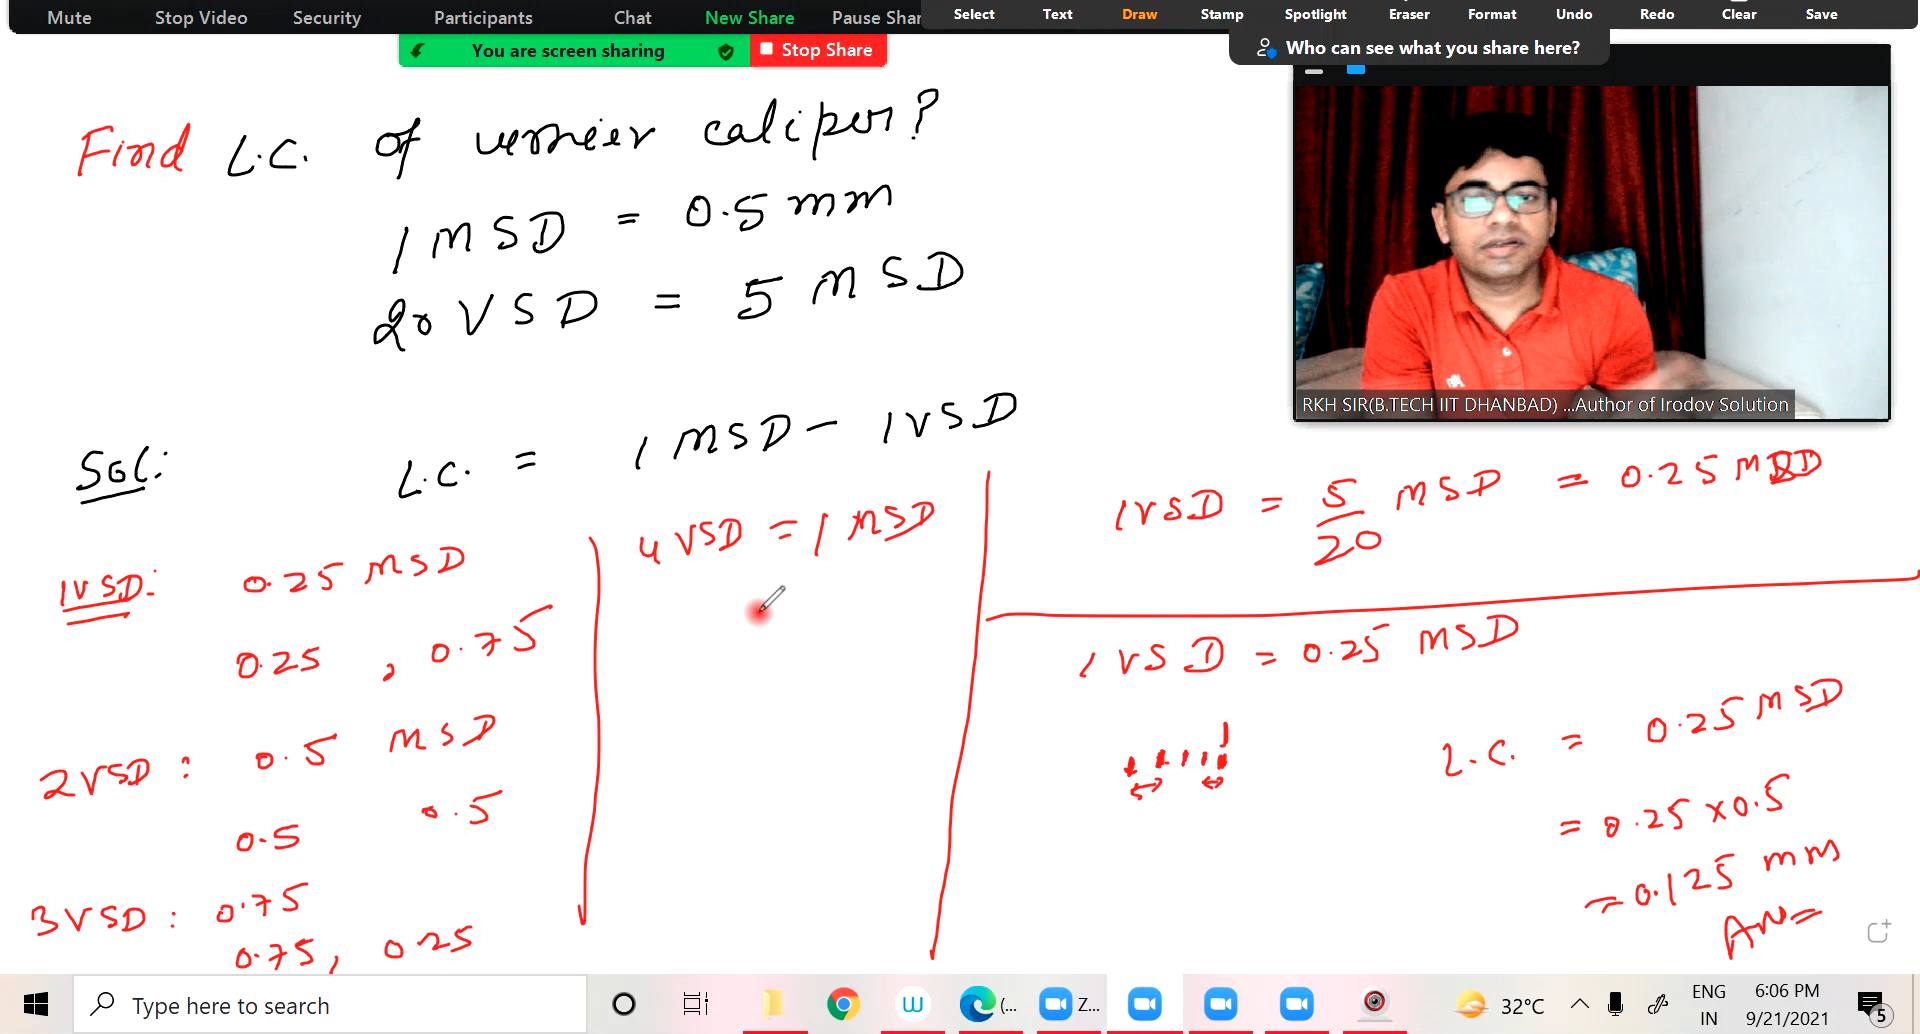 Mute Stop Video Security Participants Chat New Share Pause Shar
Select Text Draw Stamp Spotlight Eraser Format Undo Redo Clear Save
You are screen sharing Stop Share
Who can see what you share here?
Find L.C. of vernier caliper?
1 MSD = 0.5 mm
20 VSD = 5 MSD
RKH SIR(B.TECH IIT DHANBAD) ...Author of Irodov Solution
Sol: L.C. = 1 MSD - 1 VSD
1VSD: 0.25 MSD
0.25 , 0.75
2VSD : 0.5 MSD
0.5 0.5
3VSD : 0.75
0.75, 0.25
4 VSD = 1 MSD
1VSD = 5/20 MSD = 0.25 MSD
1 VSD = 0.25 MSD
L.C. = 0.25 MSD
= 0.25 x 0.5
= 0.125 mm
Ans
Type here to search
(... Z...
32°C ENG 6:06 PM
IN 9/21/2021 5